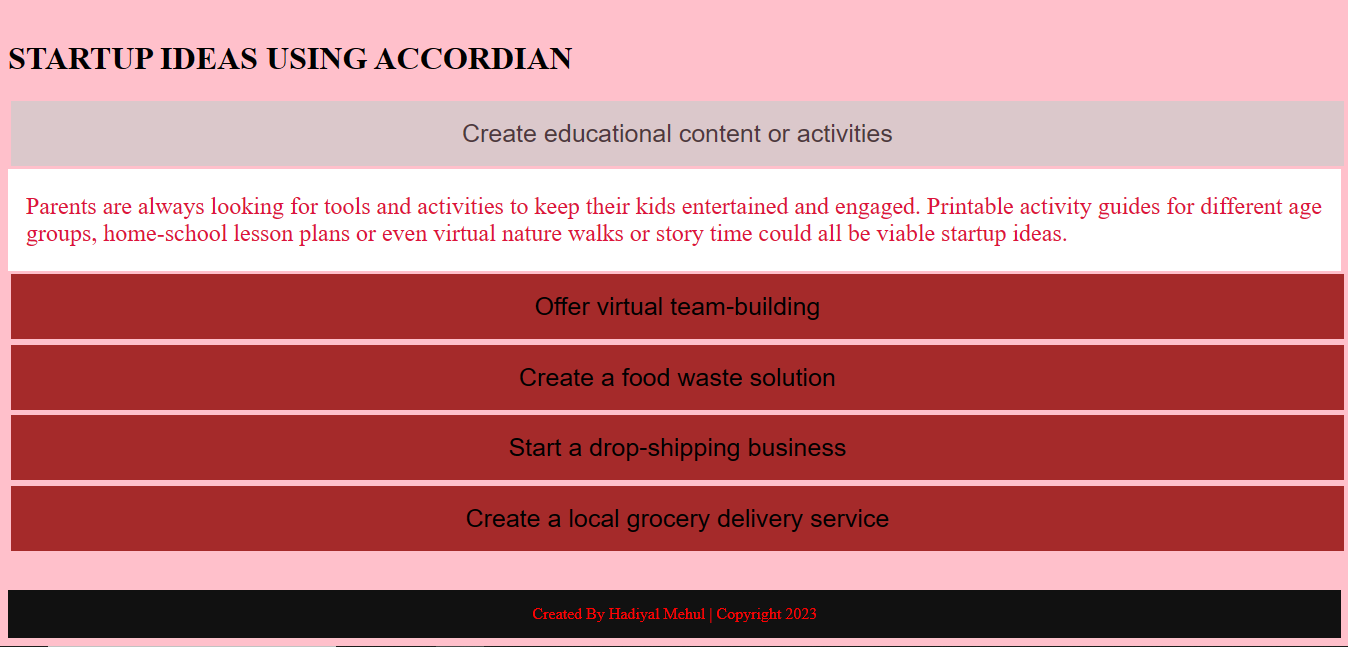 STARTUP IDEAS USING ACCORDIAN
Create educational content or activities
Parents are always looking for tools and activities to keep their kids entertained and engaged. Printable activity guides for different age
groups, home-school lesson plans or even virtual nature walks or story time could all be viable startup ideas.
Offer virtual team-building
Create a food waste solution
Start a drop-shipping business
Create a local grocery delivery service
Created By Hadiyal Mehul | Copyright 2023